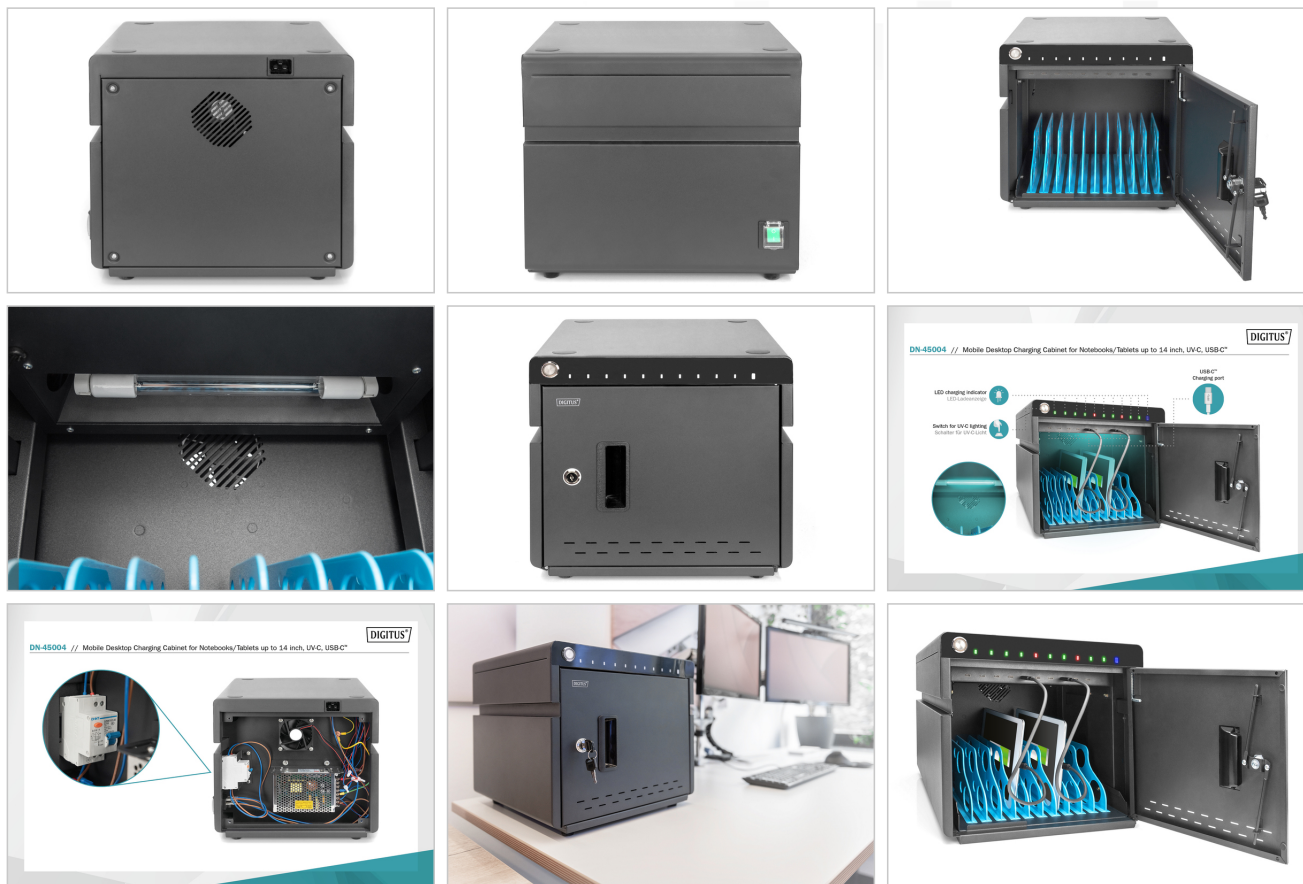 DIGITUS
DIGITUS®
DN-45004 // Mobile Desktop Charging Cabinet for Notebooks/Tablets up to 14 inch, UV-C, USB-C™
USB-C™
Charging port
LED charging indicator
LED-Ladeanzeige
Switch for UV-C lighting
Schalter für UV-C-Licht
DIGITUS®
DN-45004 // Mobile Desktop Charging Cabinet for Notebooks/Tablets up to 14 inch, UV-C, USB-C™
DIGITUS